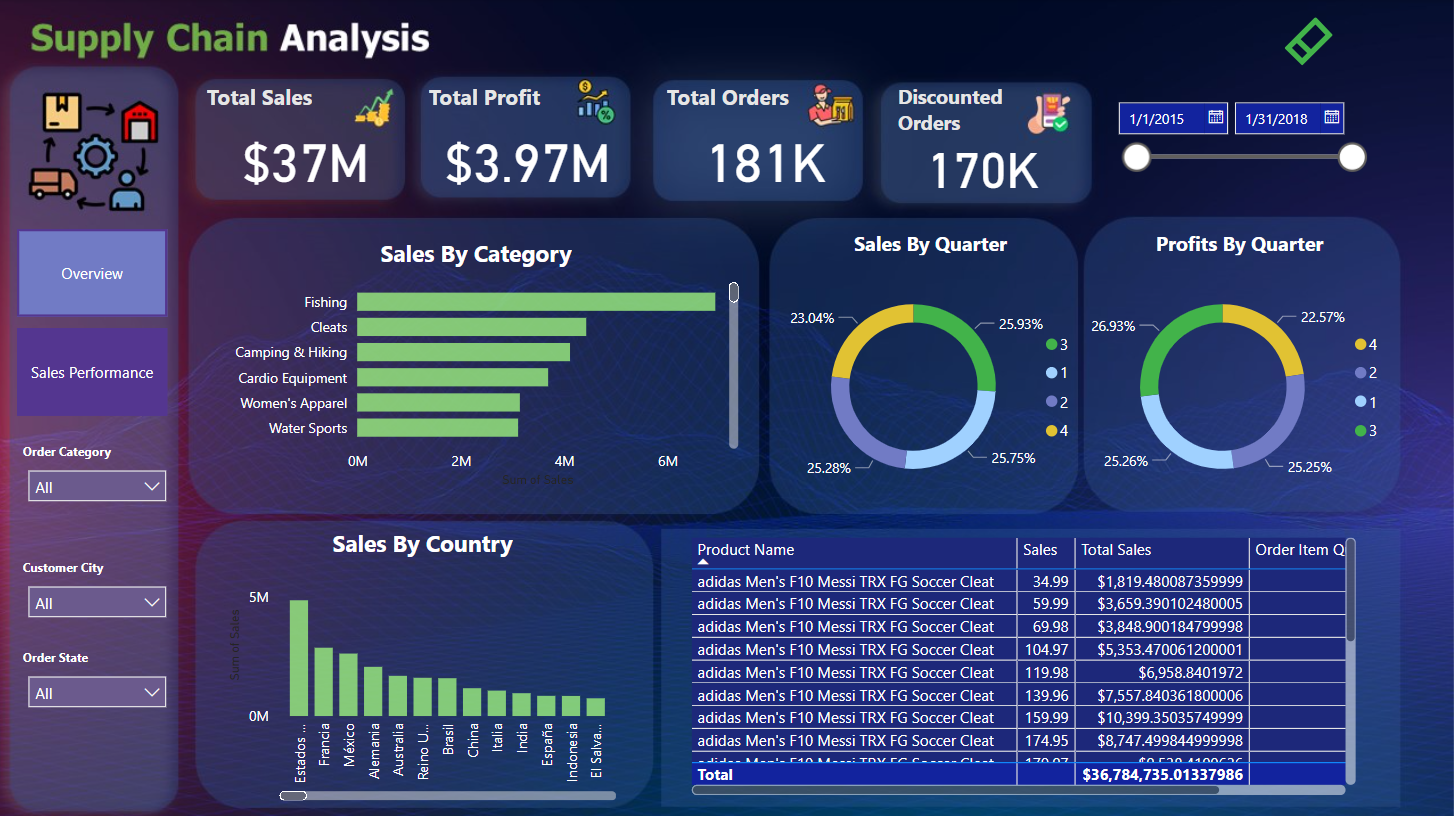 Supply Chain Analysis
Total Sales
$37M
Total Profit
$3.97M
Total Orders
181K
Discounted
Orders
170K
1/1/2015
1/31/2018
Overview
Sales Performance
Order Category
All
Customer City
All
Order State
All
Sales By Category
Fishing
Cleats
Camping & Hiking
Cardio Equipment
Women's Apparel
Water Sports
0M 2M 4M 6M
Sum of Sales
Sales By Quarter
23.04%
25.93%
25.28%
25.75%
3
1
2
4
Profits By Quarter
26.93%
22.57%
25.26%
25.25%
4
2
1
3
Sales By Country
5M
0M
Sum of Sales
Estados ...
Francia
México
Alemania
Australia
Reino U...
Brasil
China
Italia
India
España
Indonesia
El Salva...
Product Name Sales Total Sales Order Item Q
adidas Men's F10 Messi TRX FG Soccer Cleat 34.99 $1,819.480087359999
adidas Men's F10 Messi TRX FG Soccer Cleat 59.99 $3,659.390102480005
adidas Men's F10 Messi TRX FG Soccer Cleat 69.98 $3,848.900184799998
adidas Men's F10 Messi TRX FG Soccer Cleat 104.97 $5,353.470061200001
adidas Men's F10 Messi TRX FG Soccer Cleat 119.98 $6,958.8401972
adidas Men's F10 Messi TRX FG Soccer Cleat 139.96 $7,557.840361800006
adidas Men's F10 Messi TRX FG Soccer Cleat 159.99 $10,399.35035749999
adidas Men's F10 Messi TRX FG Soccer Cleat 174.95 $8,747.499844999998
adidas Men's F10 Messi TRX FG Soccer Cleat
Total $36,784,735.01337986